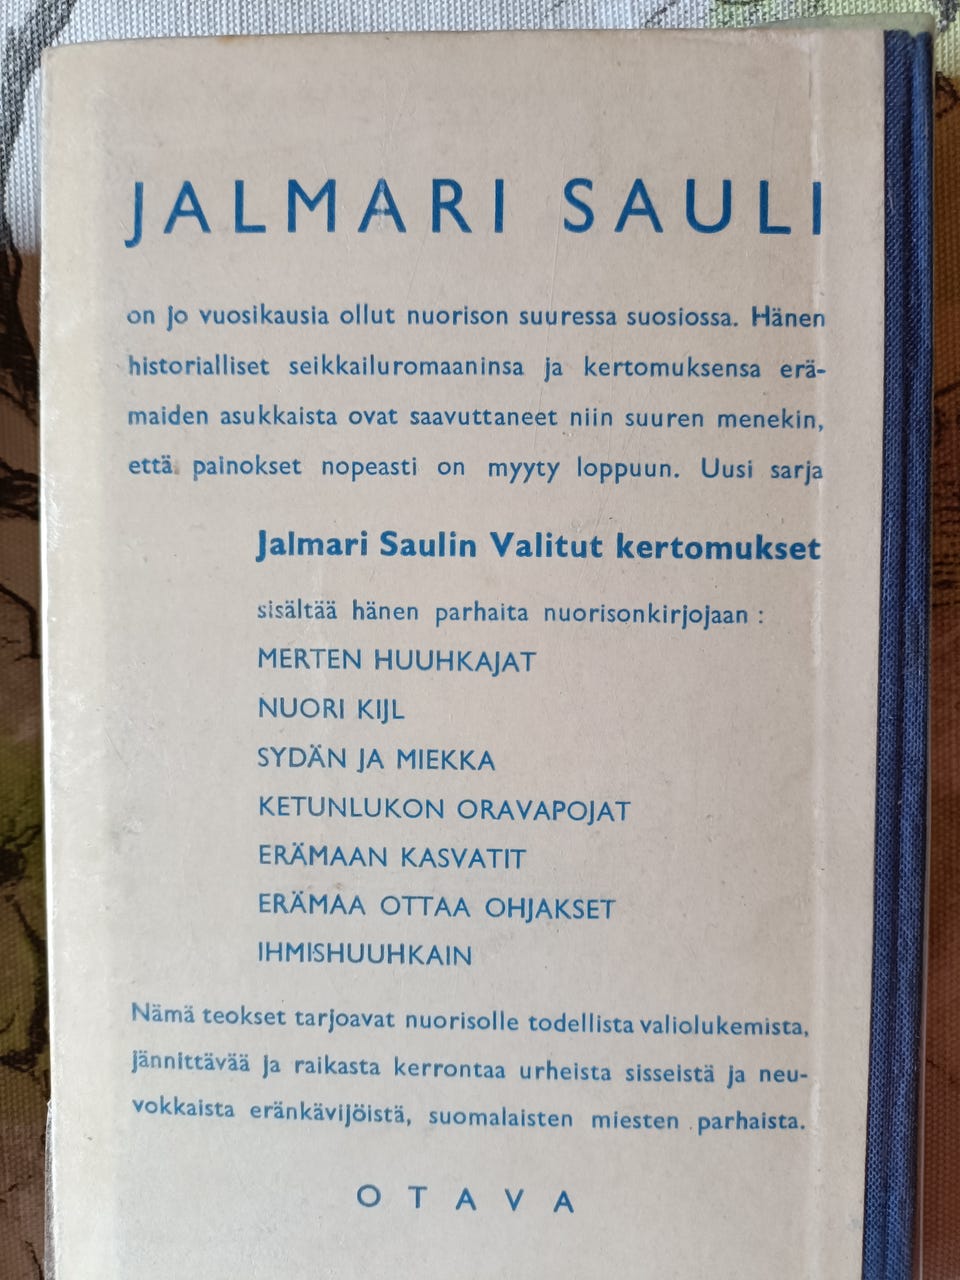 JALMARI SAULI
on jo vuosikausia ollut nuorison suuressa suosiossa. Hänen
historialliset seikkailuromaaninsa ja kertomuksensa erä-
maiden asukkaista ovat saavuttaneet niin suuren menekin,
että painokset nopeasti on myyty loppuun. Uusi sarja
Jalmari Saulin Valitut kertomukset
sisältää hänen parhaita nuorisonkirjojaan :
MERTEN HUUHKAJAT
NUORI KIJL
SYDÄN JA MIEKKA
KETUNLUKON ORAVAPOJAT
ERÄMAAN KASVATIT
ERÄMAA OTTAA OHJAKSET
IHMISHUUHKAIN
Nämä teokset tarjoavat nuorisolle todellista valiolukemista,
jännittävää ja raikasta kerrontaa urheista sisseistä ja neu-
vokkaista eränkävijöistä, suomalaisten miesten parhaista.
OTAVA